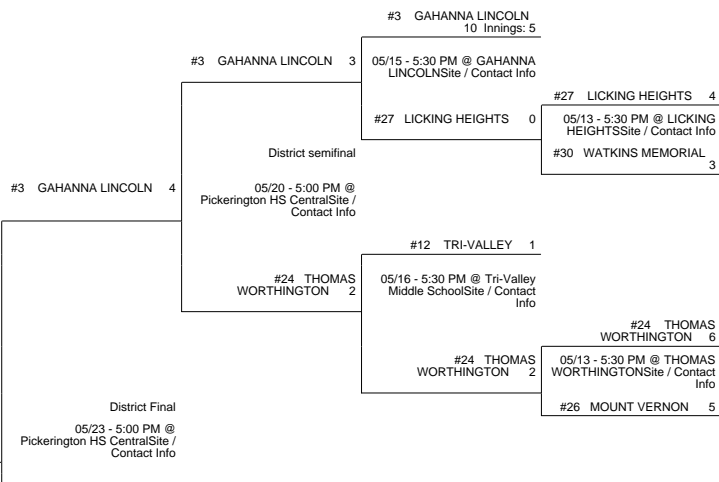 #3 GAHANNA LINCOLN
10 Innings: 5
#3 GAHANNA LINCOLN 3
05/15 - 5:30 PM @ GAHANNA
LINCOLNSite / Contact Info
#27 LICKING HEIGHTS 4
#27 LICKING HEIGHTS 0
05/13 - 5:30 PM @ LICKING
HEIGHTSSite / Contact Info
District semifinal
#30 WATKINS MEMORIAL
3
#3 GAHANNA LINCOLN 4
05/20 - 5:00 PM @
Pickerington HS CentralSite /
Contact Info
#12 TRI-VALLEY 1
#24 THOMAS
WORTHINGTON 2
05/16 - 5:30 PM @ Tri-Valley
Middle SchoolSite / Contact
Info
#24 THOMAS
WORTHINGTON 6
#24 THOMAS
WORTHINGTON 2
05/13 - 5:30 PM @ THOMAS
WORTHINGTONSite / Contact
Info
#26 MOUNT VERNON 5
District Final
05/23 - 5:00 PM @
Pickerington HS CentralSite /
Contact Info